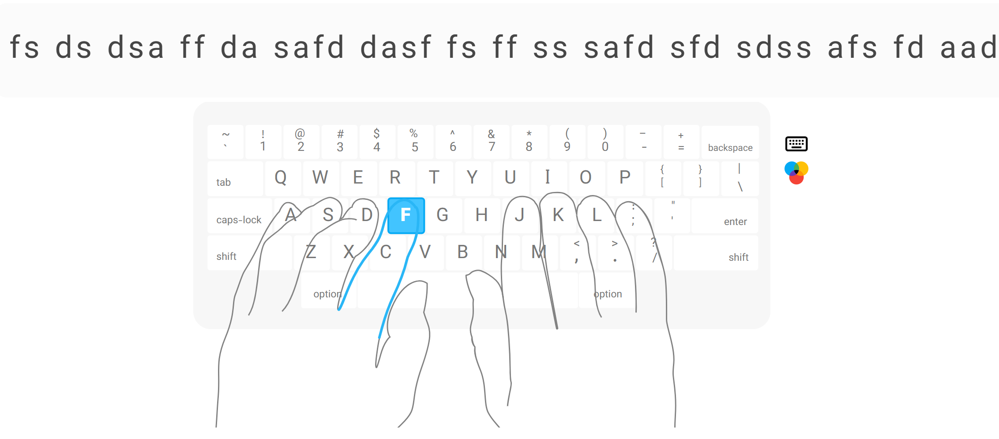 fs ds dsa ff da safd dasf fs ff ss safd sfd sdss afs fd aad
~ ! @ # $ % ^ & * ( ) – +
` 1 2 3 4 5 6 7 8 9 0 - = backspace
tab Q W E R T Y U I O P { [ } ] | \
caps-lock A S D F G H J K L : ; " ' enter
shift Z X C V B N M < , > . ? / shift
option option